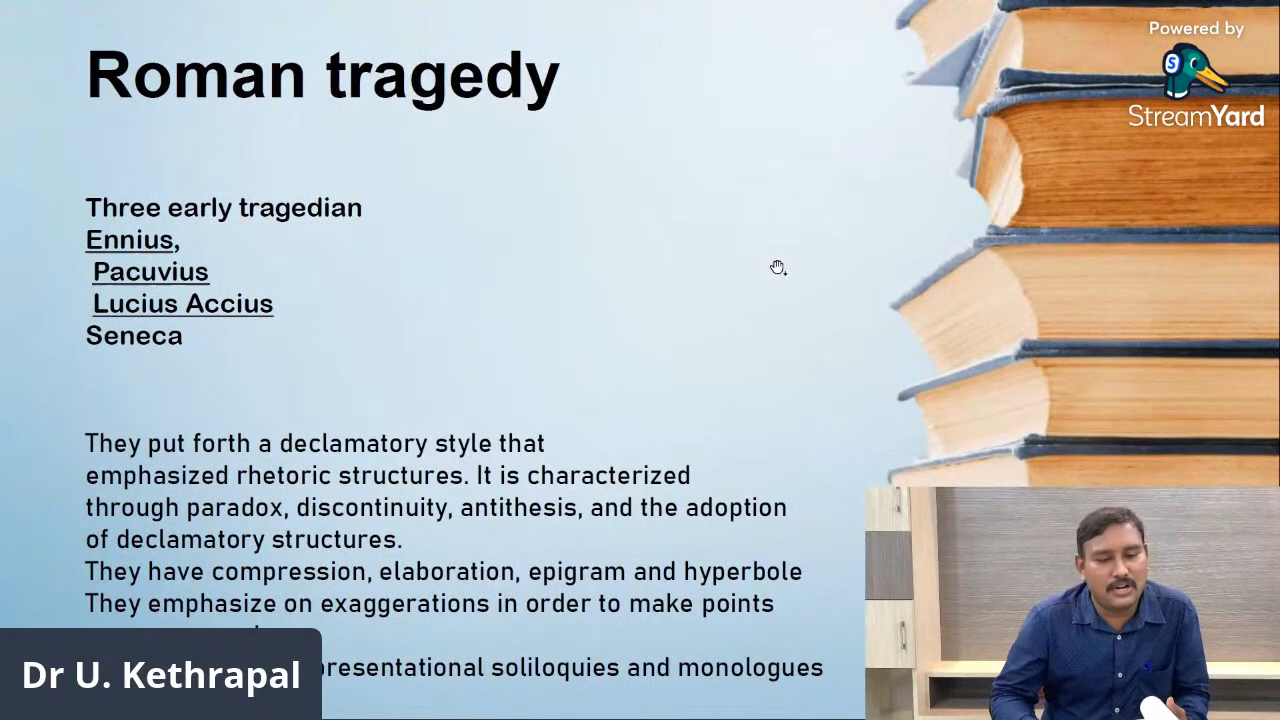 Roman tragedy
Powered by
S
StreamYard
Three early tragedian
Ennius,
Pacuvius
Lucius Accius
Seneca
They put forth a declamatory style that
emphasized rhetoric structures. It is characterized
through paradox, discontinuity, antithesis, and the adoption
of declamatory structures.
They have compression, elaboration, epigram and hyperbole
They emphasize on exaggerations in order to make points
presentational soliloquies and monologues
Dr U. Kethrapal